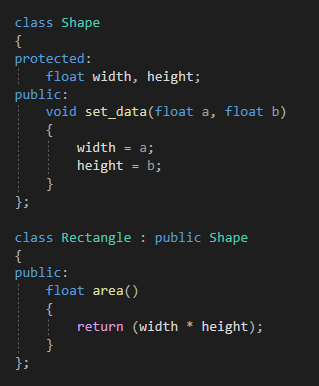 class Shape
{
protected:
    float width, height;
public:
    void set_data(float a, float b)
    {
        width = a;
        height = b;
    }
};

class Rectangle : public Shape
{
public:
    float area()
    {
        return (width * height);
    }
};